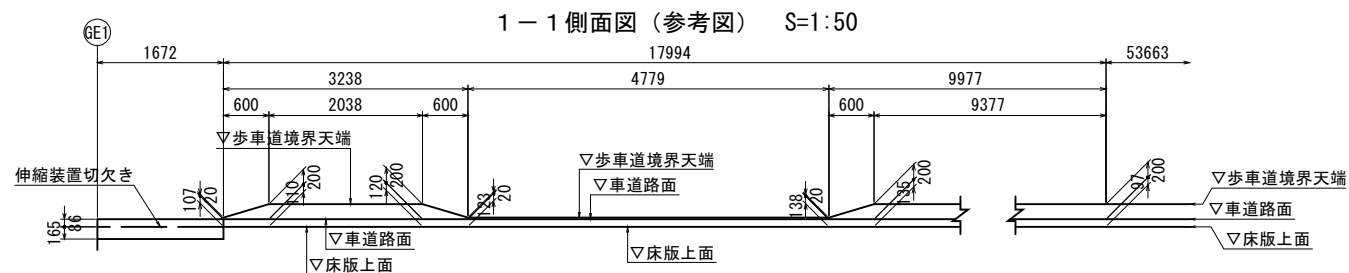 1－1側面図（参考図） S=1:50
GE1
1672
17994
53663
3238
4779
9977
600
2038
600
600
9377
▽歩車道境界天端
伸縮装置切欠き
107
20
110
200
120
200
123
20
▽歩車道境界天端
▽車道路面
138
20
135
200
97
200
▽歩車道境界天端
▽車道路面
▽床版上面
165
86
▽車道路面
▽床版上面
▽床版上面